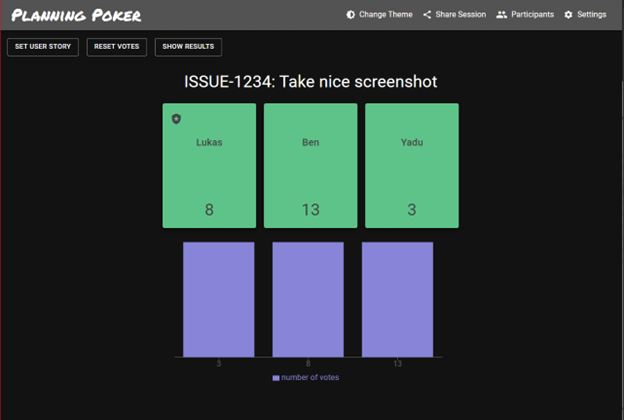 Planning Poker
Change Theme Share Session Participants Settings
SET USER STORY RESET VOTES SHOW RESULTS
ISSUE-1234: Take nice screenshot
Lukas Ben Yadu
8 13 3
3 8 13
number of votes